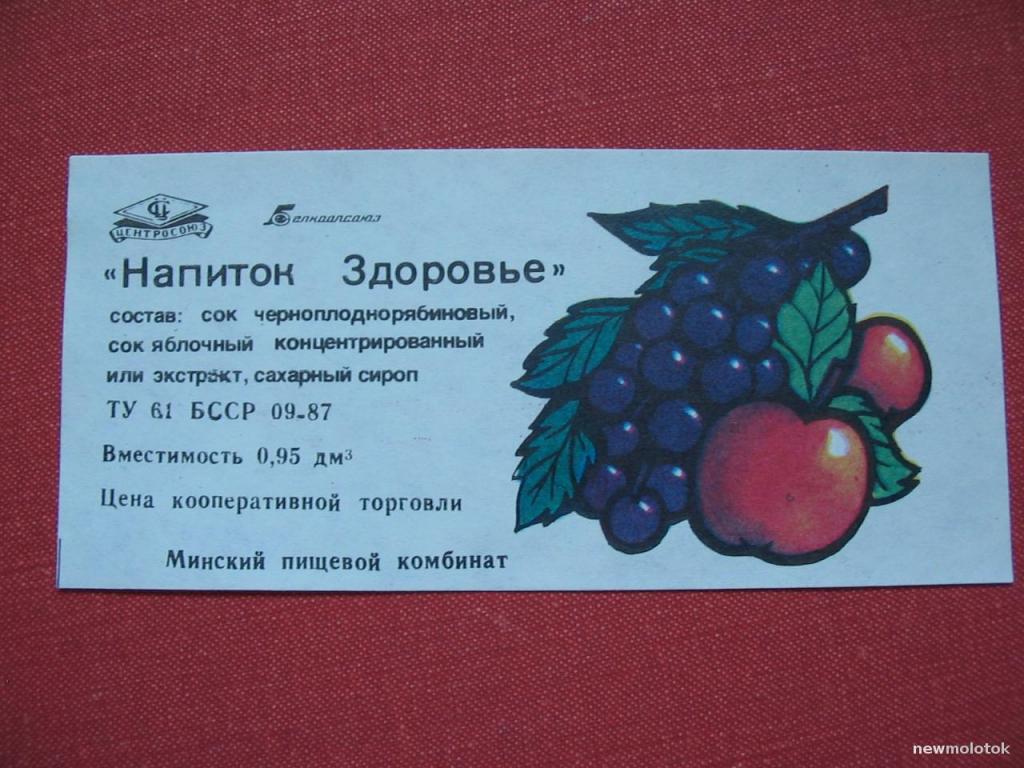 ЦЕНТРОСОЮЗ
Белкоопсоюз
«Напиток Здоровье»
состав: сок черноплоднорябиновый,
сок яблочный концентрированный
или экстракт, сахарный сироп
ТУ 61 БССР 09-87
Вместимость 0,95 дм³
Цена кооперативной торговли
Минский пищевой комбинат
newmolotok